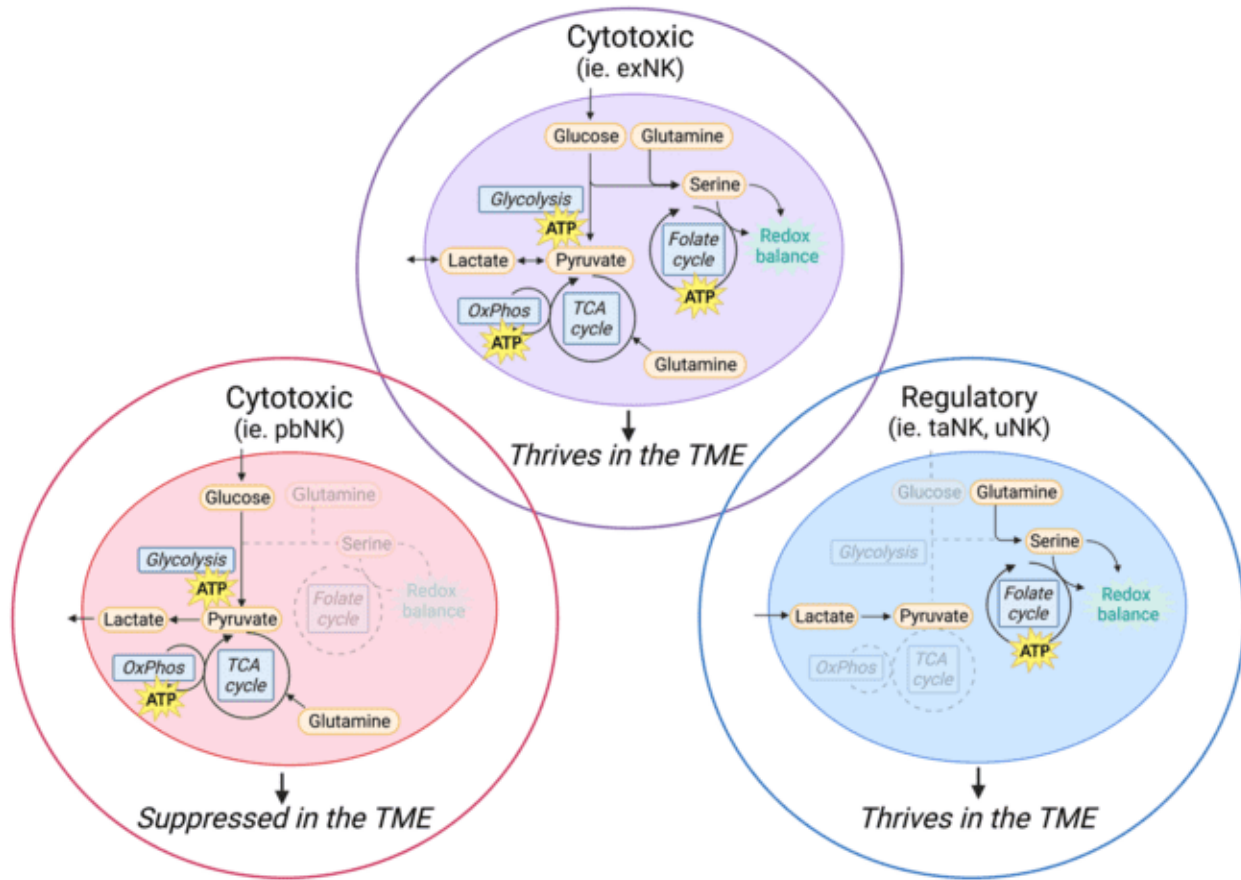 Cytotoxic
(ie. exNK)
Glucose
Glutamine
Serine
Glycolysis
ATP
Folate
cycle
ATP
Redox
balance
Lactate
Pyruvate
OxPhos
ATP
TCA
cycle
Glutamine
Thrives in the TME
Cytotoxic
(ie. pbNK)
Glucose
Glutamine
Serine
Glycolysis
ATP
Folate
cycle
Redox
balance
Lactate
Pyruvate
OxPhos
ATP
TCA
cycle
Glutamine
Suppressed in the TME
Regulatory
(ie. taNK, uNK)
Glucose
Glutamine
Serine
Glycolysis
Folate
cycle
ATP
Redox
balance
Lactate
Pyruvate
OxPhos
TCA
cycle
Thrives in the TME